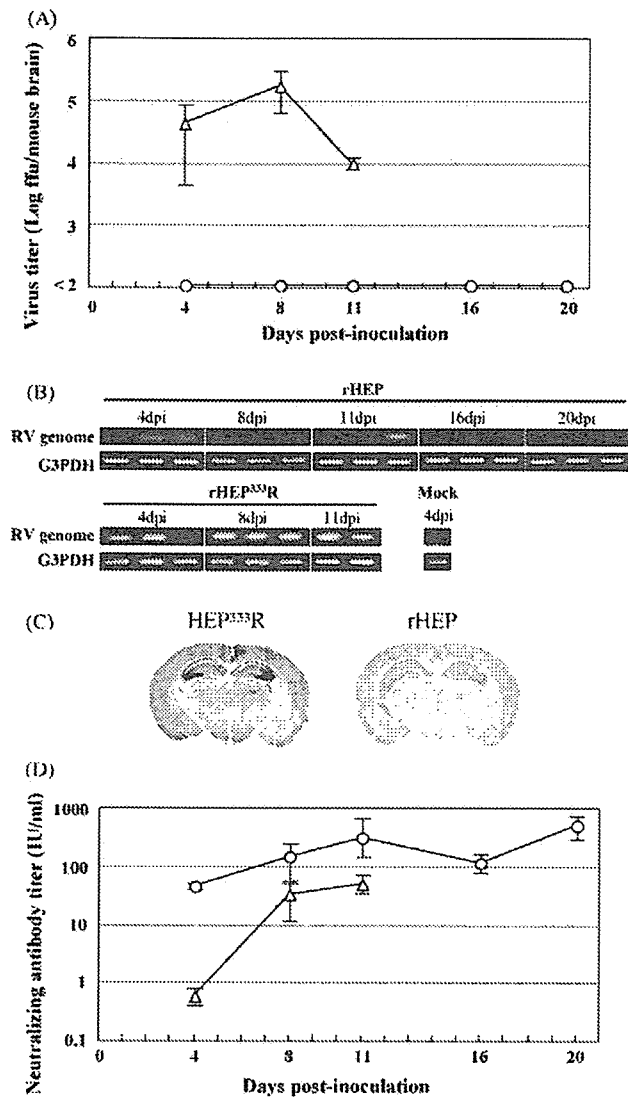 (A)
6
5
4
3
<2
Virus titer (Log ffu/mouse brain)
0 4 8 11 16 20
Days post-inoculation
(B)
rHEP
4dpi 8dpi 11dpi 16dpi 20dpi
RV genome
G3PDH
rHEP³³³R Mock
4dpi 8dpi 11dpi 4dpi
RV genome
G3PDH
(C)
HEP³³³R rHEP
(D)
1000
100
10
1
0.1
Neutralizing antibody titer (IU/ml)
**
0 4 8 11 16 20
Days post-inoculation